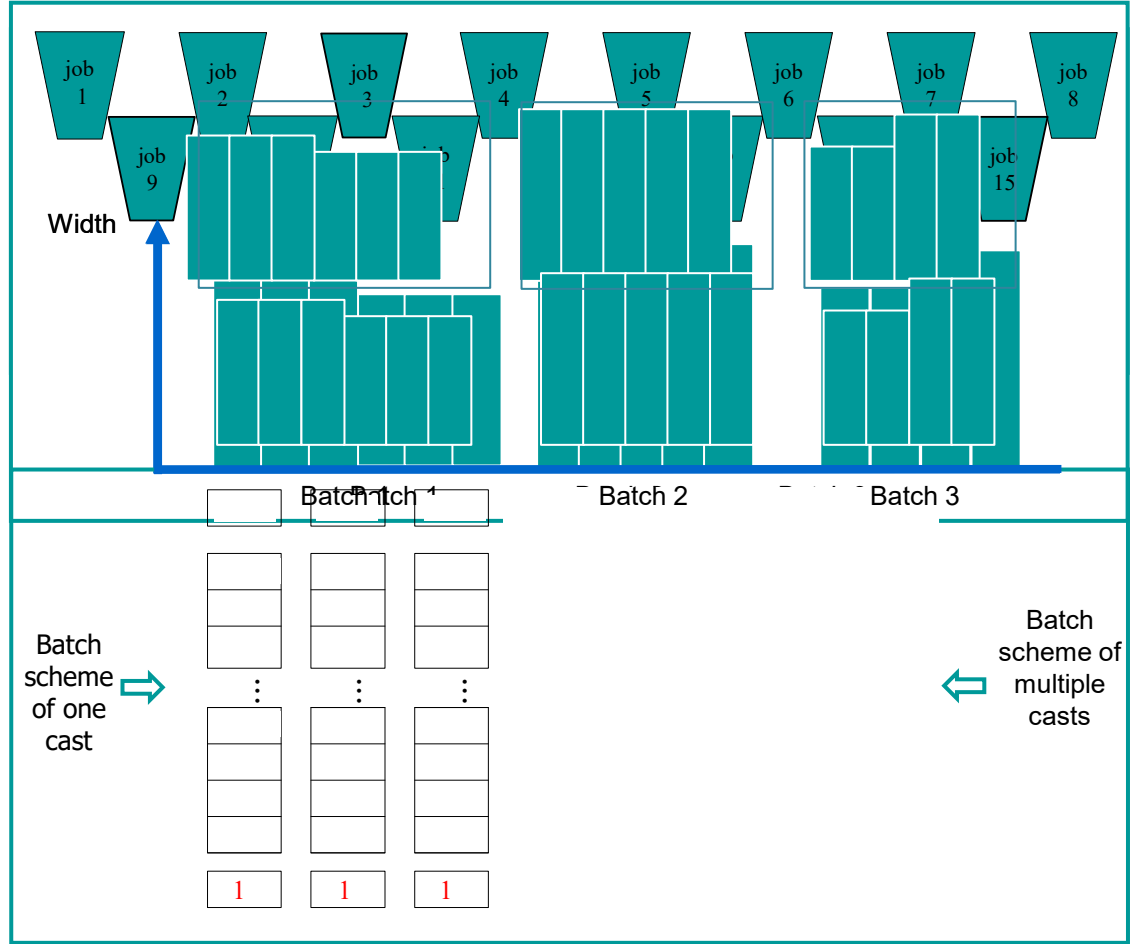 job
1
job
2
job
3
job
4
job
5
job
6
job
7
job
8
job
9
job
15
Width
Batch 1
Batch 2
Batch 3
Batch
scheme
of one
cast
⋮ ⋮ ⋮
Batch
scheme of
multiple
casts
1 1 1